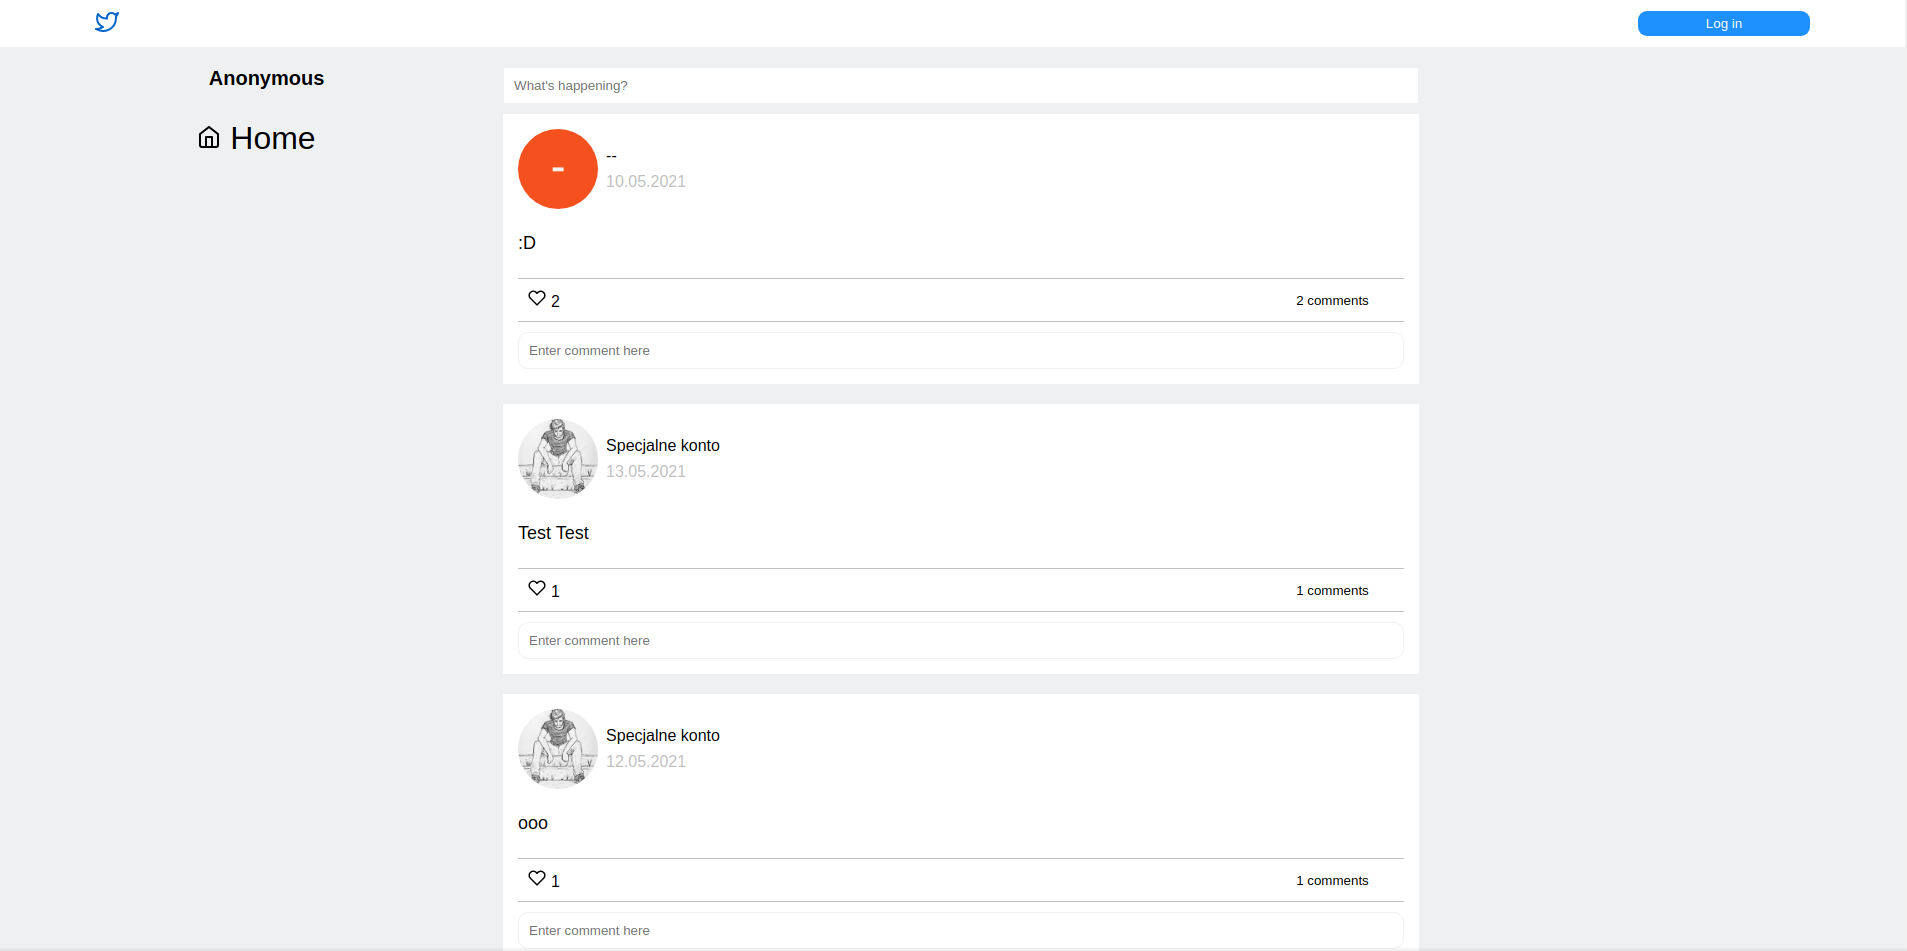 Log in
Anonymous
Home
What's happening?
-
--
10.05.2021
:D
2
2 comments
Enter comment here
Specjalne konto
13.05.2021
Test Test
1
1 comments
Enter comment here
Specjalne konto
12.05.2021
ooo
1
1 comments
Enter comment here